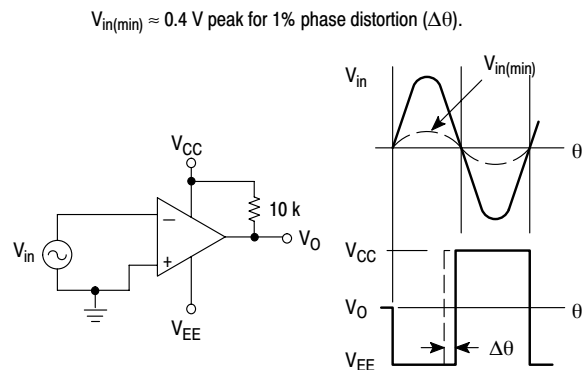 Vin(min) ≈ 0.4 V peak for 1% phase distortion (Δθ).
Vin
Vin(min)
θ
VCC
10 k
−
+
VO
Vin
VEE
VCC
VO
θ
VEE
Δθ